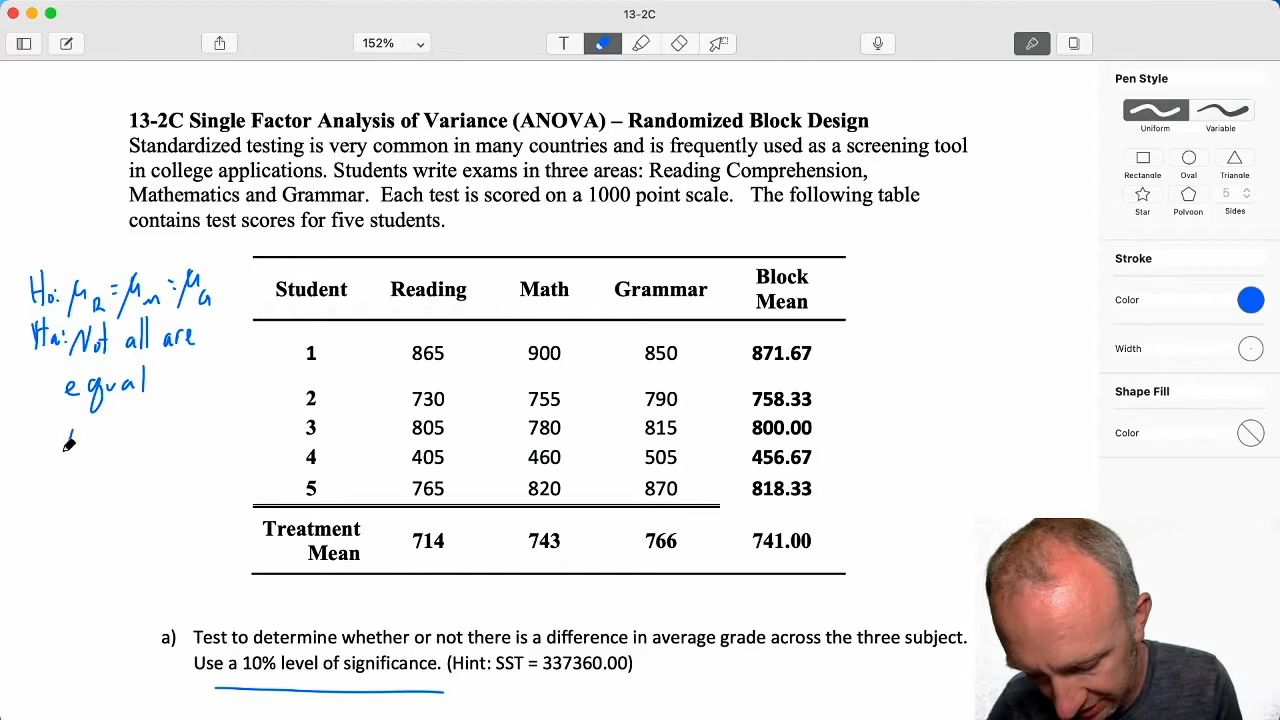 13-2C
152%
T
Pen Style
Uniform Variable
Rectangle Oval Triangle
5
Star Polygon Sides
Stroke
Color
Width
Shape Fill
Color
13-2C Single Factor Analysis of Variance (ANOVA) – Randomized Block Design
Standardized testing is very common in many countries and is frequently used as a screening tool
in college applications. Students write exams in three areas: Reading Comprehension,
Mathematics and Grammar. Each test is scored on a 1000 point scale. The following table
contains test scores for five students.
H₀: μR = μm = μG
Ha: Not all are
equal
Student Reading Math Grammar Block Mean
1 865 900 850 871.67
2 730 755 790 758.33
3 805 780 815 800.00
4 405 460 505 456.67
5 765 820 870 818.33
Treatment Mean 714 743 766 741.00
a) Test to determine whether or not there is a difference in average grade across the three subject.
Use a 10% level of significance. (Hint: SST = 337360.00)